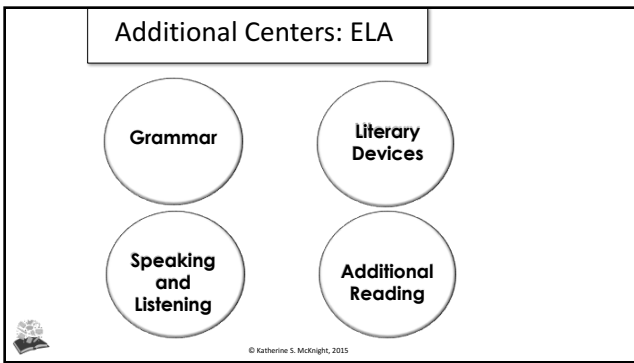 Additional Centers: ELA
Grammar
Literary
Devices
Speaking
and
Listening
Additional
Reading
© Katherine S. McKnight, 2015